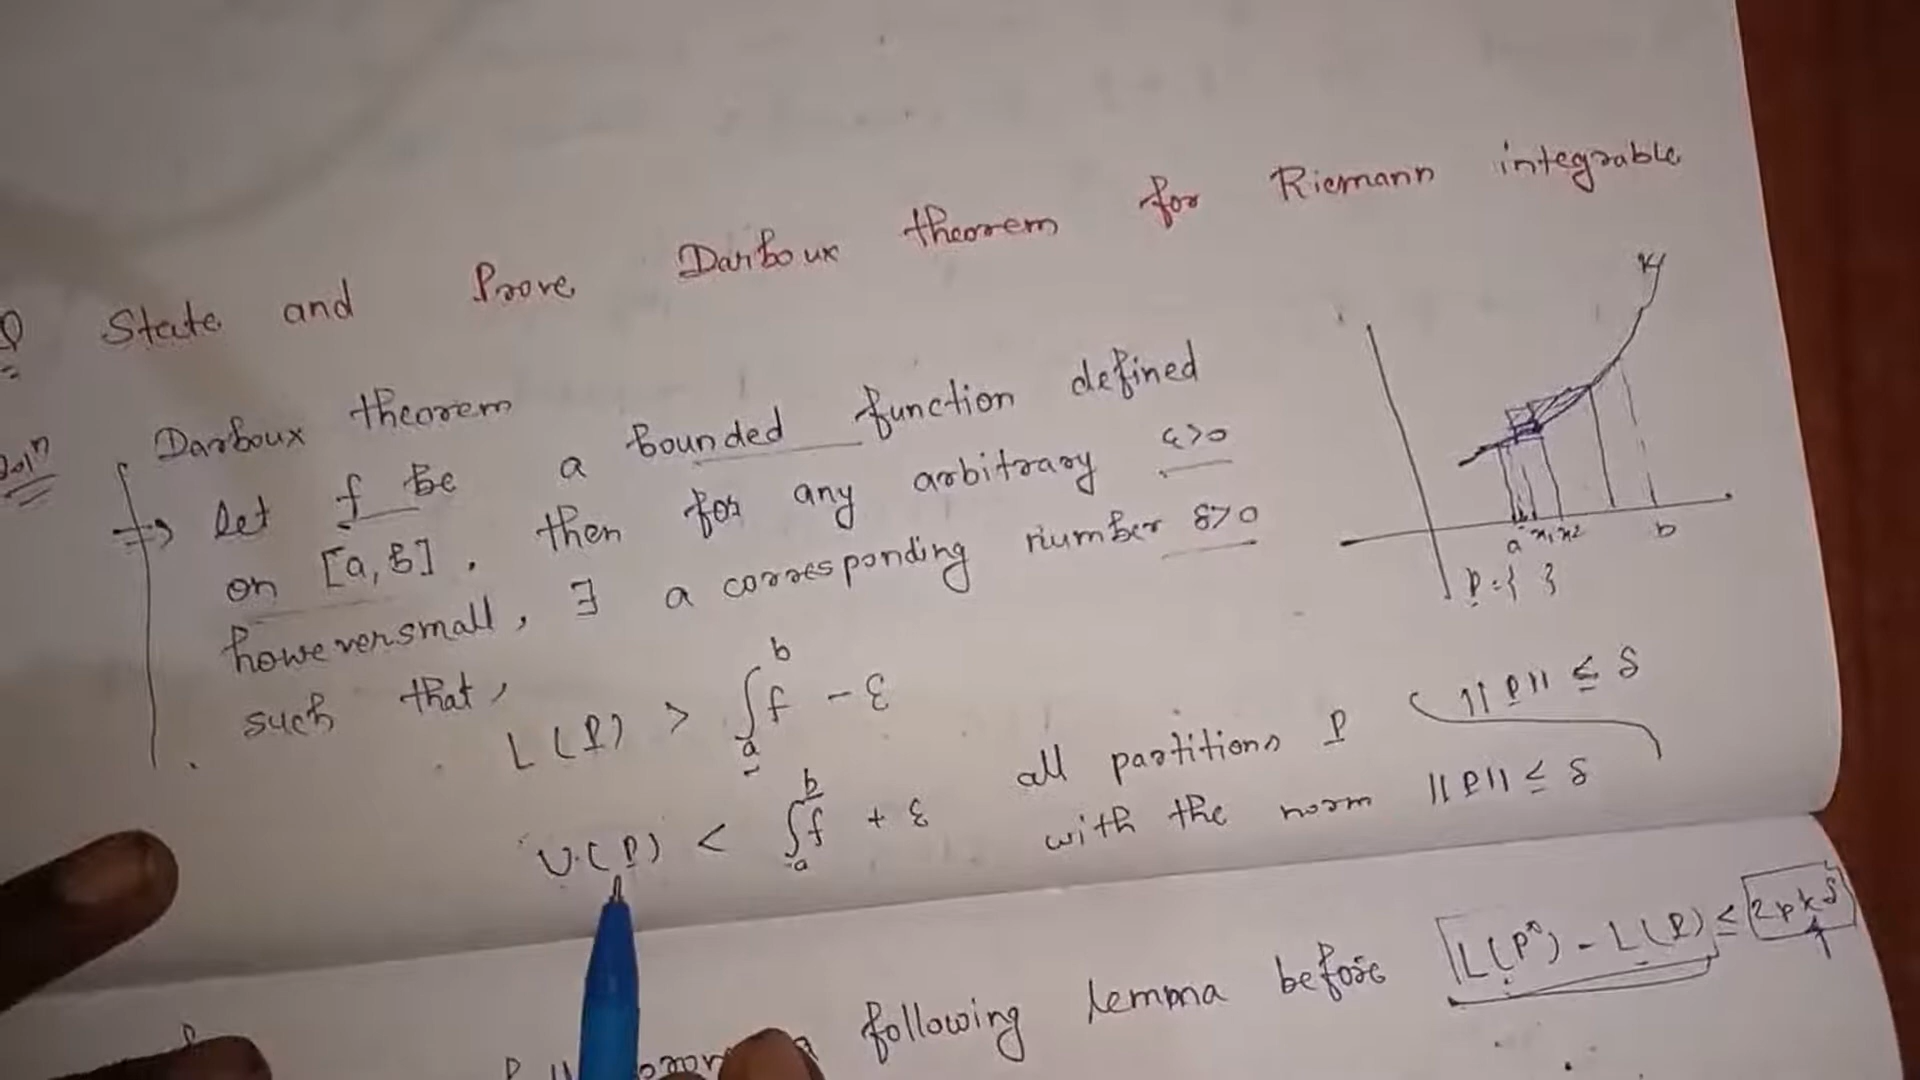 Q State and Prove Darboux theorem for Riemann integrable
Soln Darboux theorem
⇒ let f be a bounded function defined
on [a, b], then for any arbitrary ε>0
however small, ∃ a corresponding number δ>0
such that,
L(P) > ∫_a^b f - ε
U(P) < ∫_a^b f + ε
all partitions P
with the norm ||P|| ≤ δ
||P|| ≤ δ
a x1 x2 b
P = { }
following lemma before
L(P*) - L(P) ≤ 2pkδ